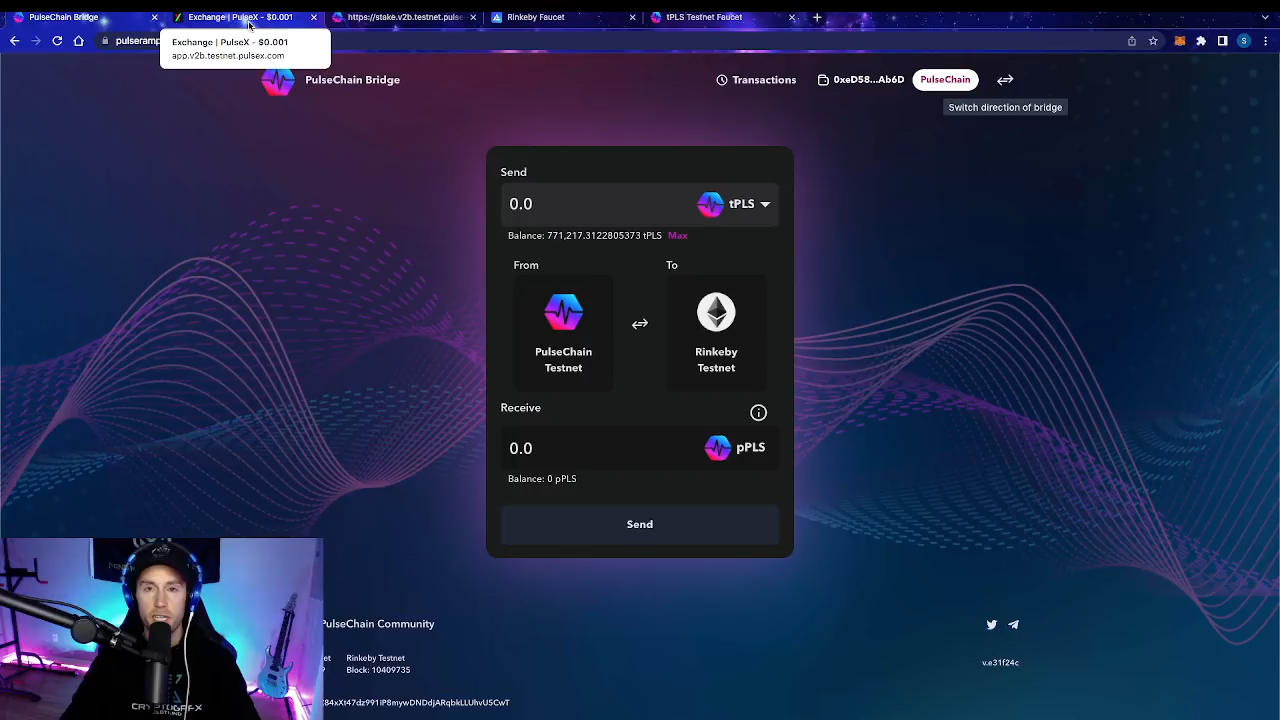 PulseChain Bridge
Exchange | PulseX - $0.001
https://stake.v2b.testnet.pulse
Rinkeby Faucet
tPLS Testnet Faucet
pulseramp
S
Exchange | PulseX - $0.001
app.v2b.testnet.pulsex.com
PulseChain Bridge
Transactions
0xeD58...Ab6D
PulseChain
Switch direction of bridge
Send
0.0
tPLS
Balance: 771,217.3122805373 tPLS Max
From
To
PulseChain
Testnet
Rinkeby
Testnet
Receive
0.0
pPLS
Balance: 0 pPLS
Send
PulseChain Community
Rinkeby Testnet
Block: 10409735
v.e31f24c